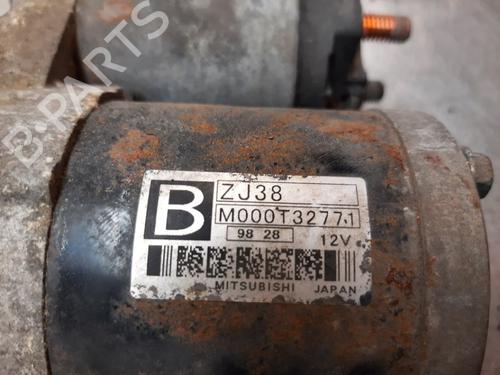 B
ZJ38
M000T32771
98 28
12V
MITSUBISHI JAPAN
B-PARTS